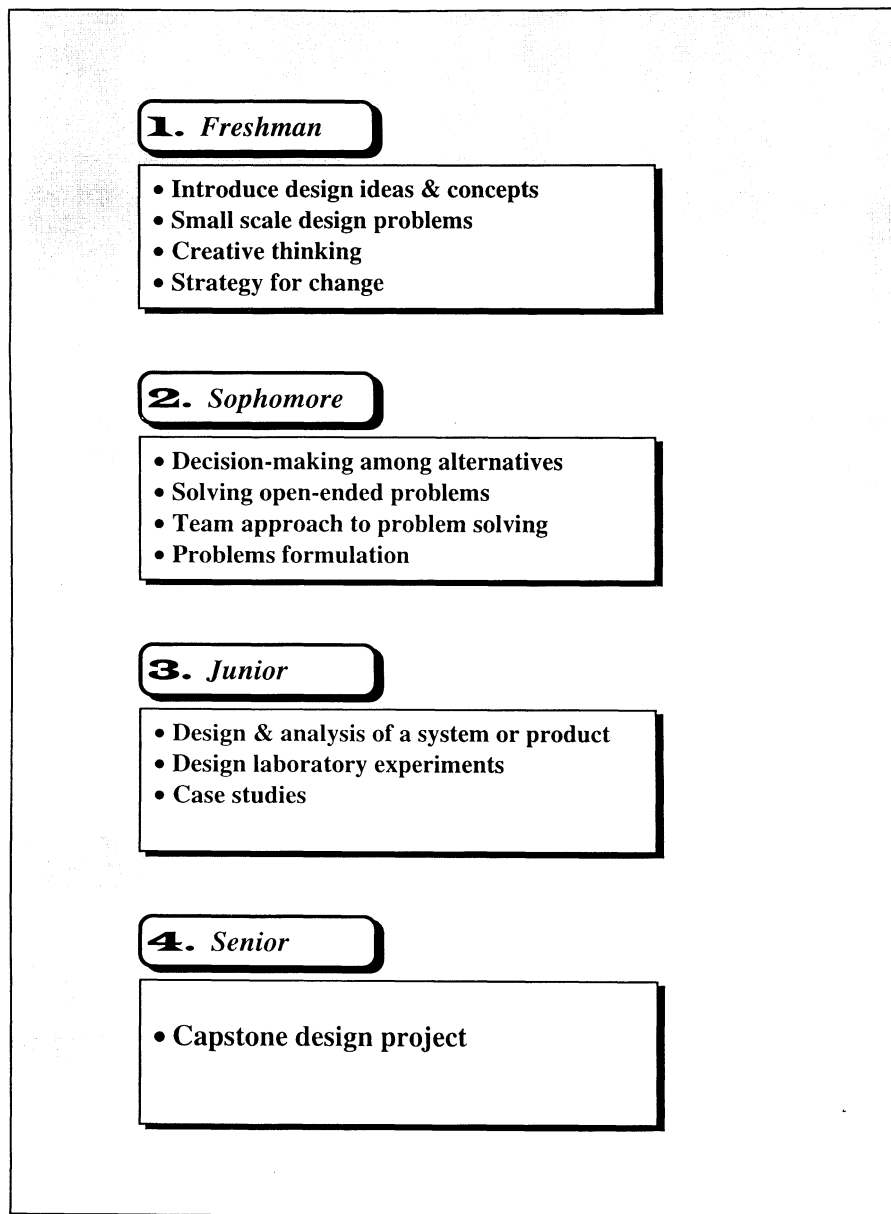 1. Freshman
• Introduce design ideas & concepts
• Small scale design problems
• Creative thinking
• Strategy for change
2. Sophomore
• Decision-making among alternatives
• Solving open-ended problems
• Team approach to problem solving
• Problems formulation
3. Junior
• Design & analysis of a system or product
• Design laboratory experiments
• Case studies
4. Senior
• Capstone design project